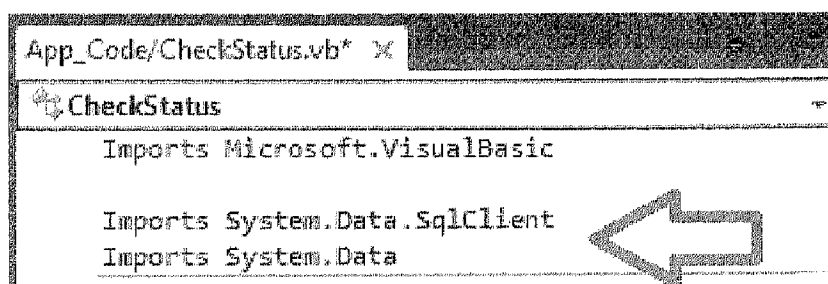 App_Code/CheckStatus.vb*
CheckStatus
Imports Microsoft.VisualBasic
Imports System.Data.SqlClient
Imports System.Data